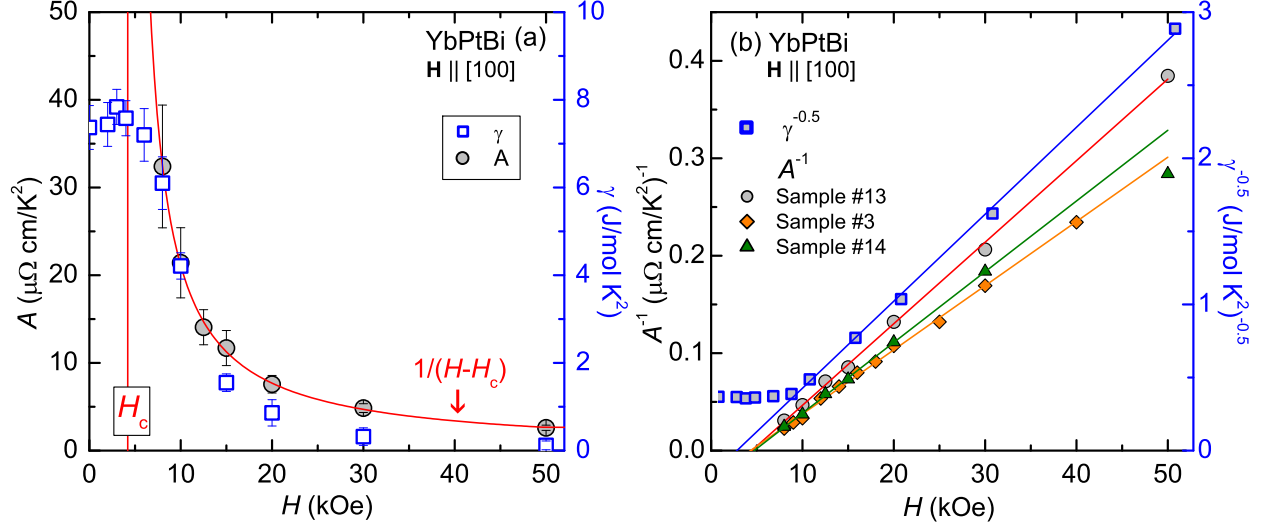 50
40
30
20
10
0
A (μΩ cm/K²)
0 10 20 30 40 50
H (kOe)
10
8
6
4
2
0
γ (J/mol K²)
YbPtBi (a)
H || [100]
γ
A
1/(H-Hc)
Hc
0.4
0.3
0.2
0.1
0.0
A⁻¹ (μΩ cm/K²)⁻¹
0 10 20 30 40 50
H (kOe)
3
2
1
0
γ⁻⁰·⁵ (J/mol K²)⁻⁰·⁵
(b) YbPtBi
H || [100]
γ⁻⁰·⁵
A⁻¹
Sample #13
Sample #3
Sample #14